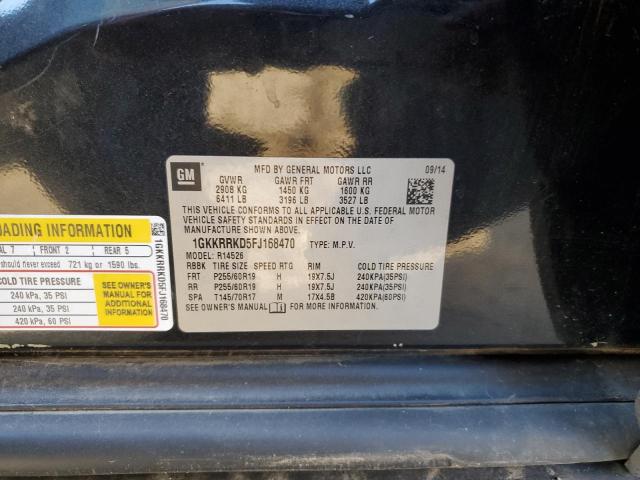 GM
MFD BY GENERAL MOTORS LLC 09/14
GVWR GAWR FRT GAWR RR
2908 KG 1450 KG 1600 KG
6411 LB 3196 LB 3527 LB
THIS VEHICLE CONFORMS TO ALL APPLICABLE U.S. FEDERAL MOTOR
VEHICLE SAFETY STANDARDS IN EFFECT ON THE DATE OF
MANUFACTURE SHOWN ABOVE.
1GKKRRKD5FJ168470 TYPE: M.P.V.
MODEL: R14526
RBBK TIRE SIZE SPEED RTG RIM COLD TIRE PRESSURE
FRT P255/60R19 H 19X7.5J 240KPA(35PSI)
RR P255/60R19 H 19X7.5J 240KPA(35PSI)
SPA T145/70R17 M 17X4.5B 420KPA(60PSI)
SEE OWNER'S MANUAL FOR MORE INFORMATION.
OADING INFORMATION
AL 7 FRONT 2 REAR 5
hould never exceed 721 kg or 1590 lbs.
COLD TIRE PRESSURE
240 kPa, 35 PSI
240 kPa, 35 PSI
420 kPa, 60 PSI
SEE OWNER'S
MANUAL FOR
ADDITIONAL
INFORMATION
1GKKRRKD5FJ168470